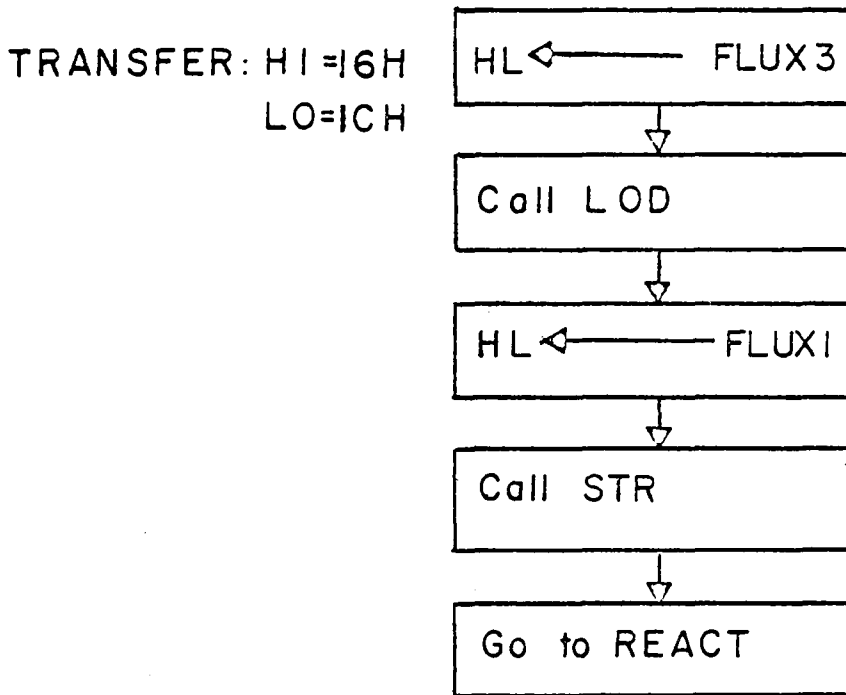 TRANSFER: HI=16H
LO=1CH
HL FLUX3
Call LOD
HL FLUX1
Call STR
Go to REACT